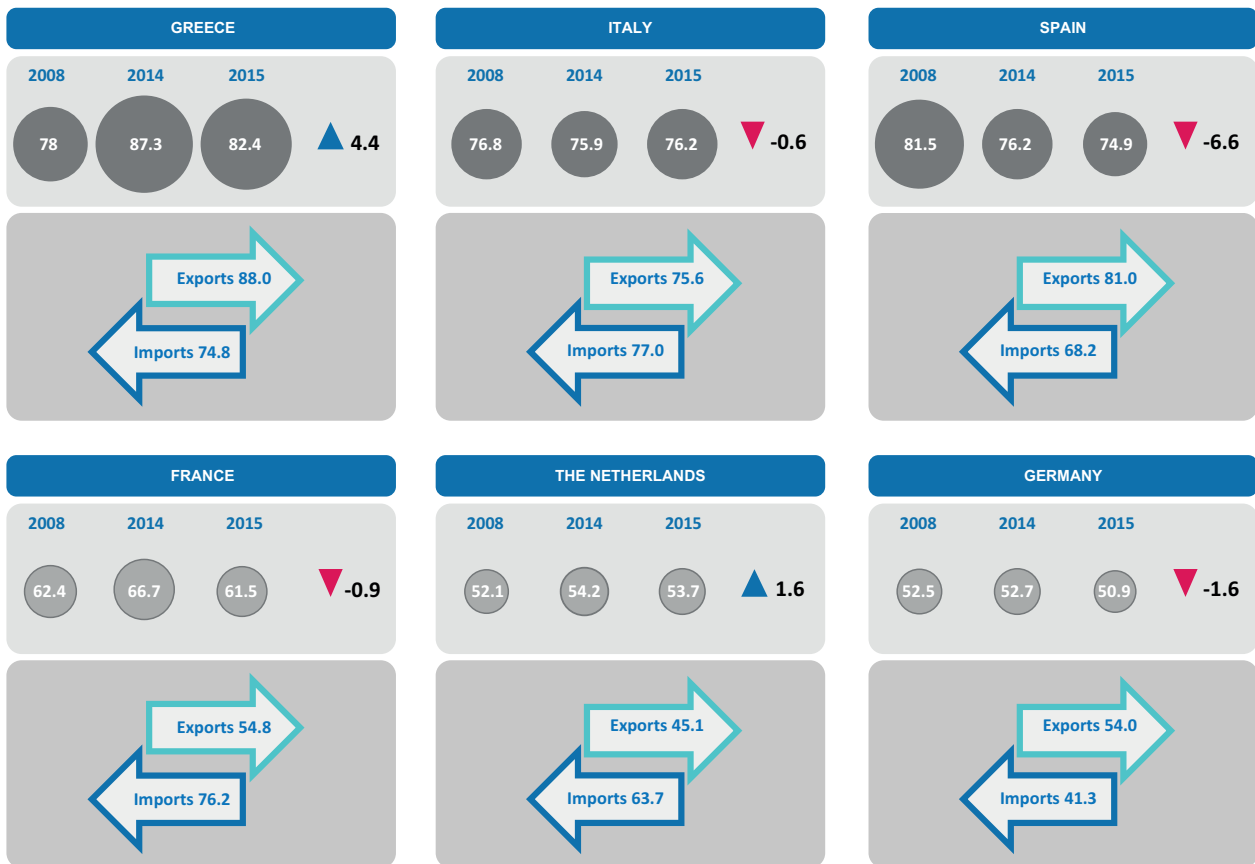 GREECE
2008 2014 2015
78 87.3 82.4 4.4
Exports 88.0
Imports 74.8
ITALY
2008 2014 2015
76.8 75.9 76.2 -0.6
Exports 75.6
Imports 77.0
SPAIN
2008 2014 2015
81.5 76.2 74.9 -6.6
Exports 81.0
Imports 68.2
FRANCE
2008 2014 2015
62.4 66.7 61.5 -0.9
Exports 54.8
Imports 76.2
THE NETHERLANDS
2008 2014 2015
52.1 54.2 53.7 1.6
Exports 45.1
Imports 63.7
GERMANY
2008 2014 2015
52.5 52.7 50.9 -1.6
Exports 54.0
Imports 41.3